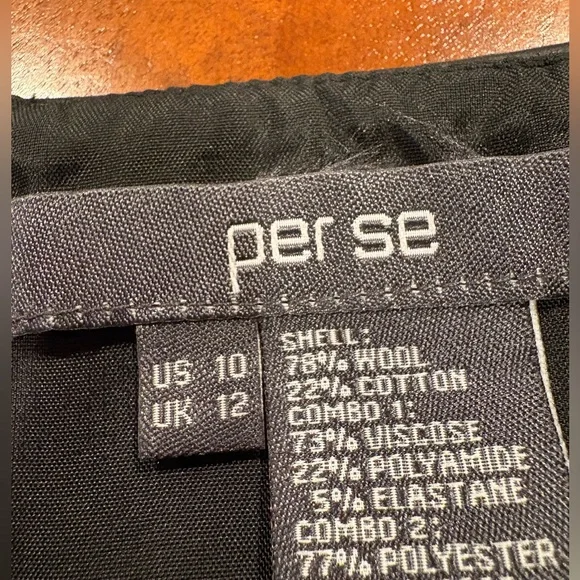 per se
US 10
UK 12
SHELL:
78% WOOL
22% COTTON
COMBO 1:
73% VISCOSE
22% POLYAMIDE
5% ELASTANE
COMBO 2:
77% POLYESTER